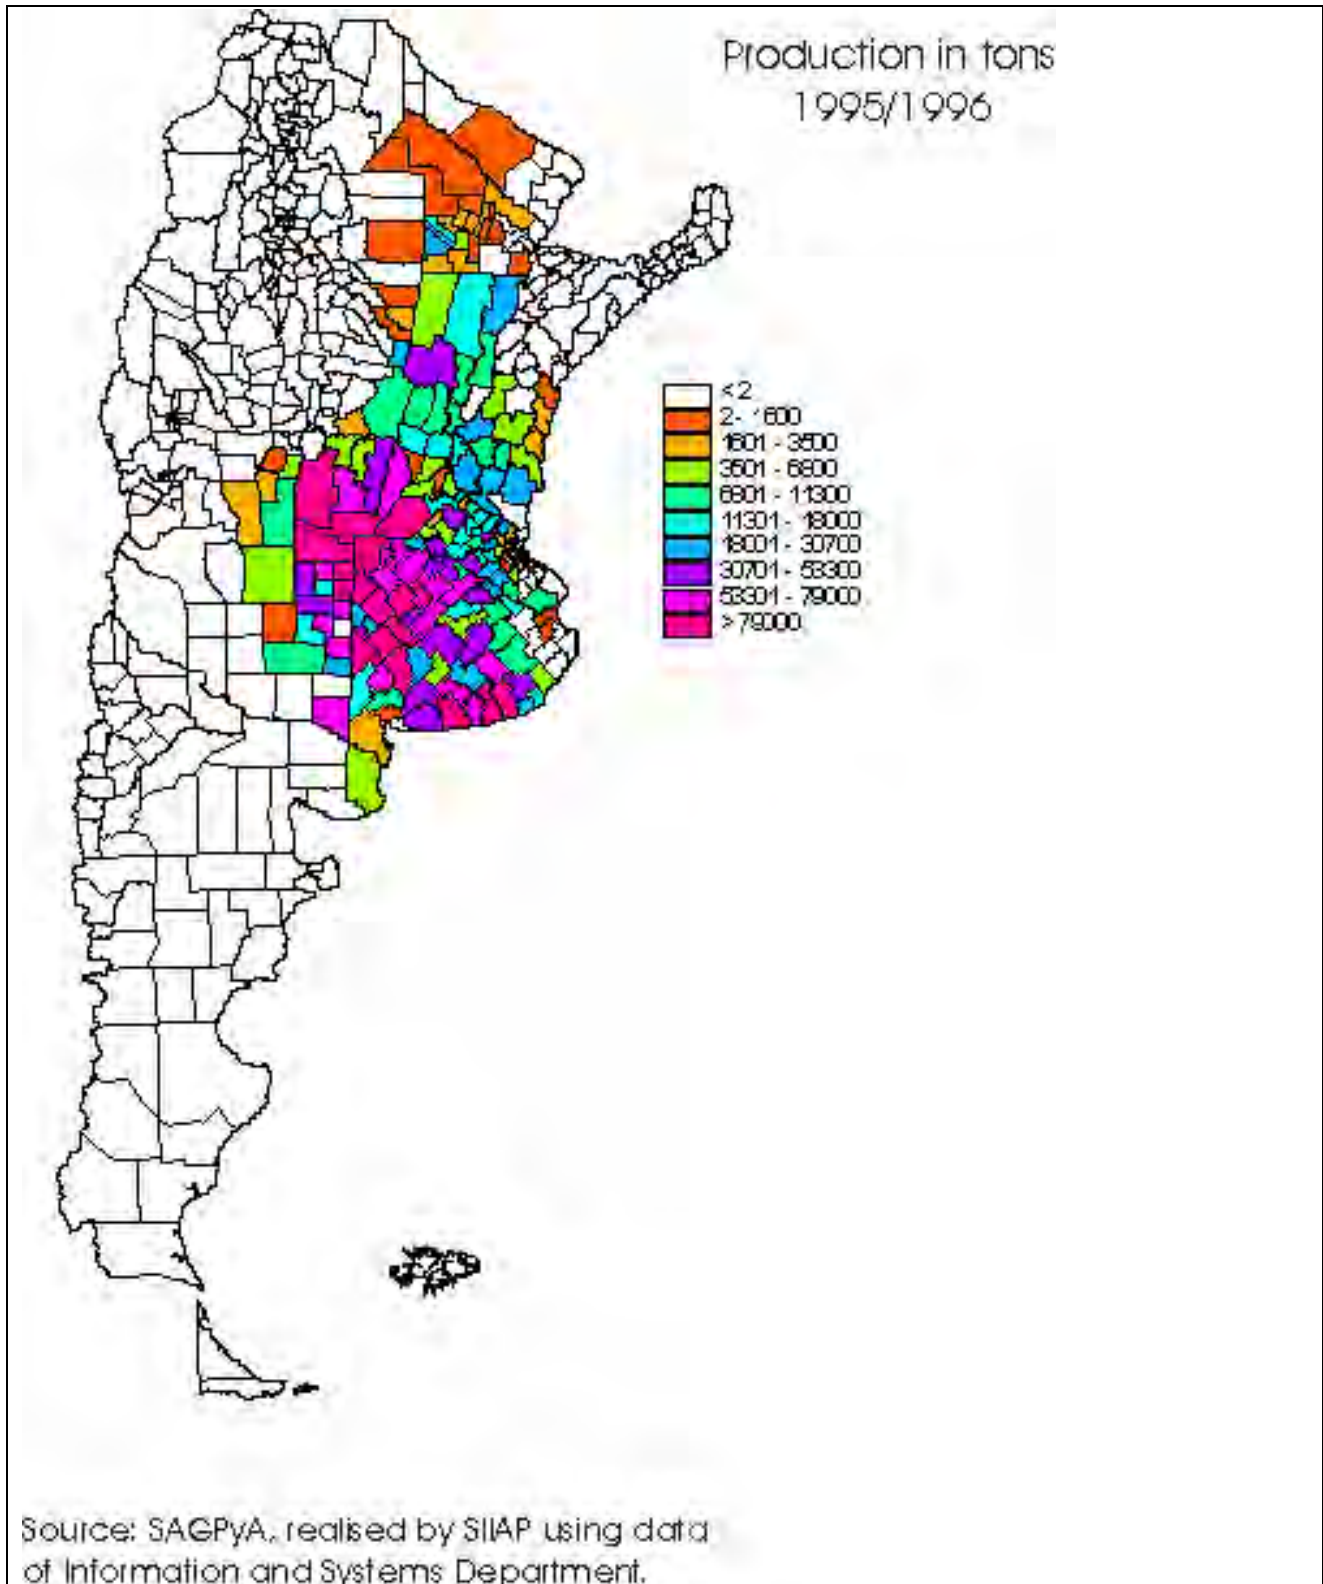 Production in tons
1995/1996
< 2
2 - 1600
1601 - 3500
3501 - 6800
6801 - 11300
11301 - 18000
18001 - 30700
30701 - 53300
53301 - 79000
> 79000
Source: SAGPyA, realised by SIIAP using data
of Information and Systems Department.